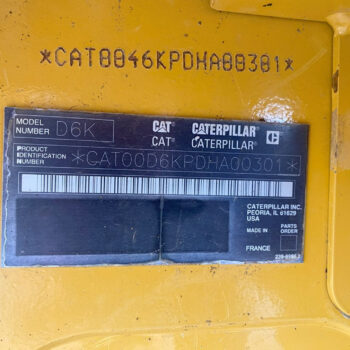 *CAT0046KPDHA00301*
MODEL NUMBER D6K
CAT CATERPILLAR C
CAT® CATERPILLAR®
PRODUCT IDENTIFICATION NUMBER *CAT00D6KPDHA00301*
CATERPILLAR INC.
PEORIA, IL 61629
USA
MADE IN
PARTS ORDER
FRANCE